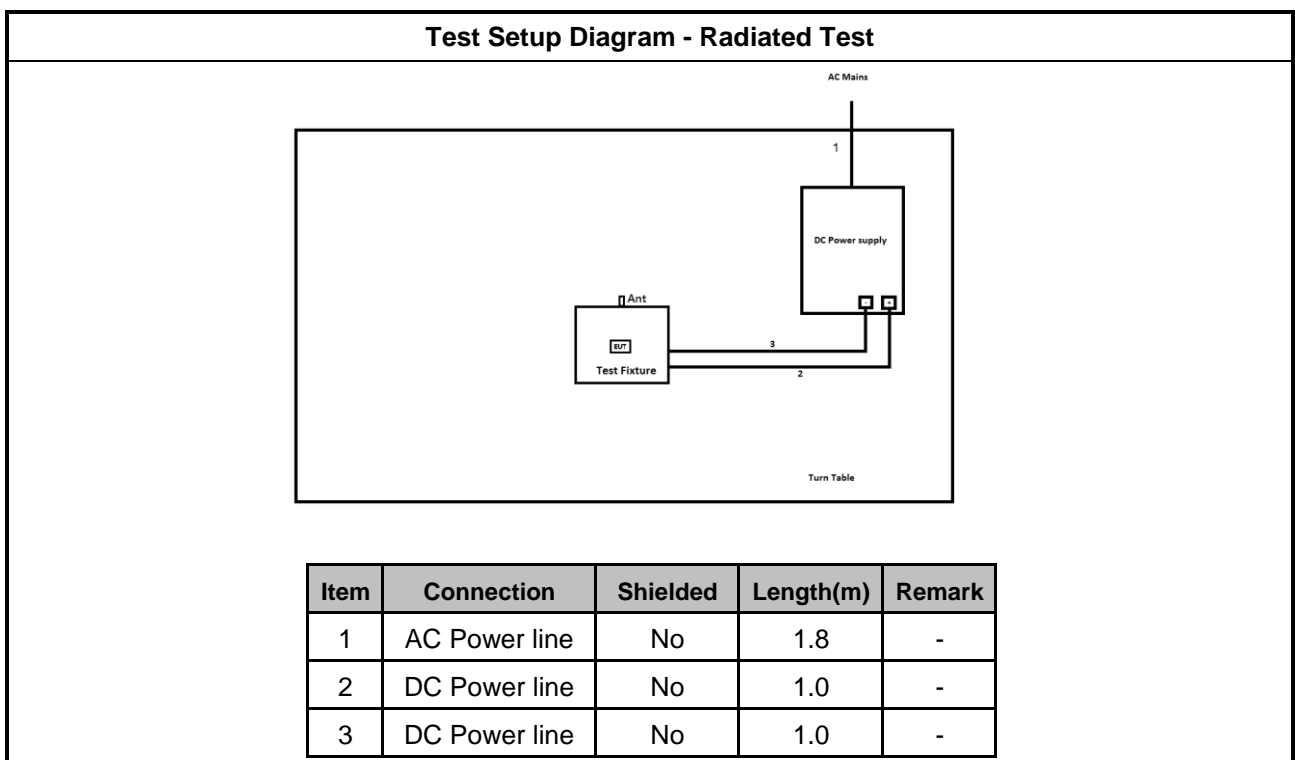 Test Setup Diagram - Radiated Test
AC Mains
1
DC Power supply
- +
Ant
EUT
Test Fixture
3
2
Turn Table
Item Connection Shielded Length(m) Remark
1 AC Power line No 1.8 -
2 DC Power line No 1.0 -
3 DC Power line No 1.0 -